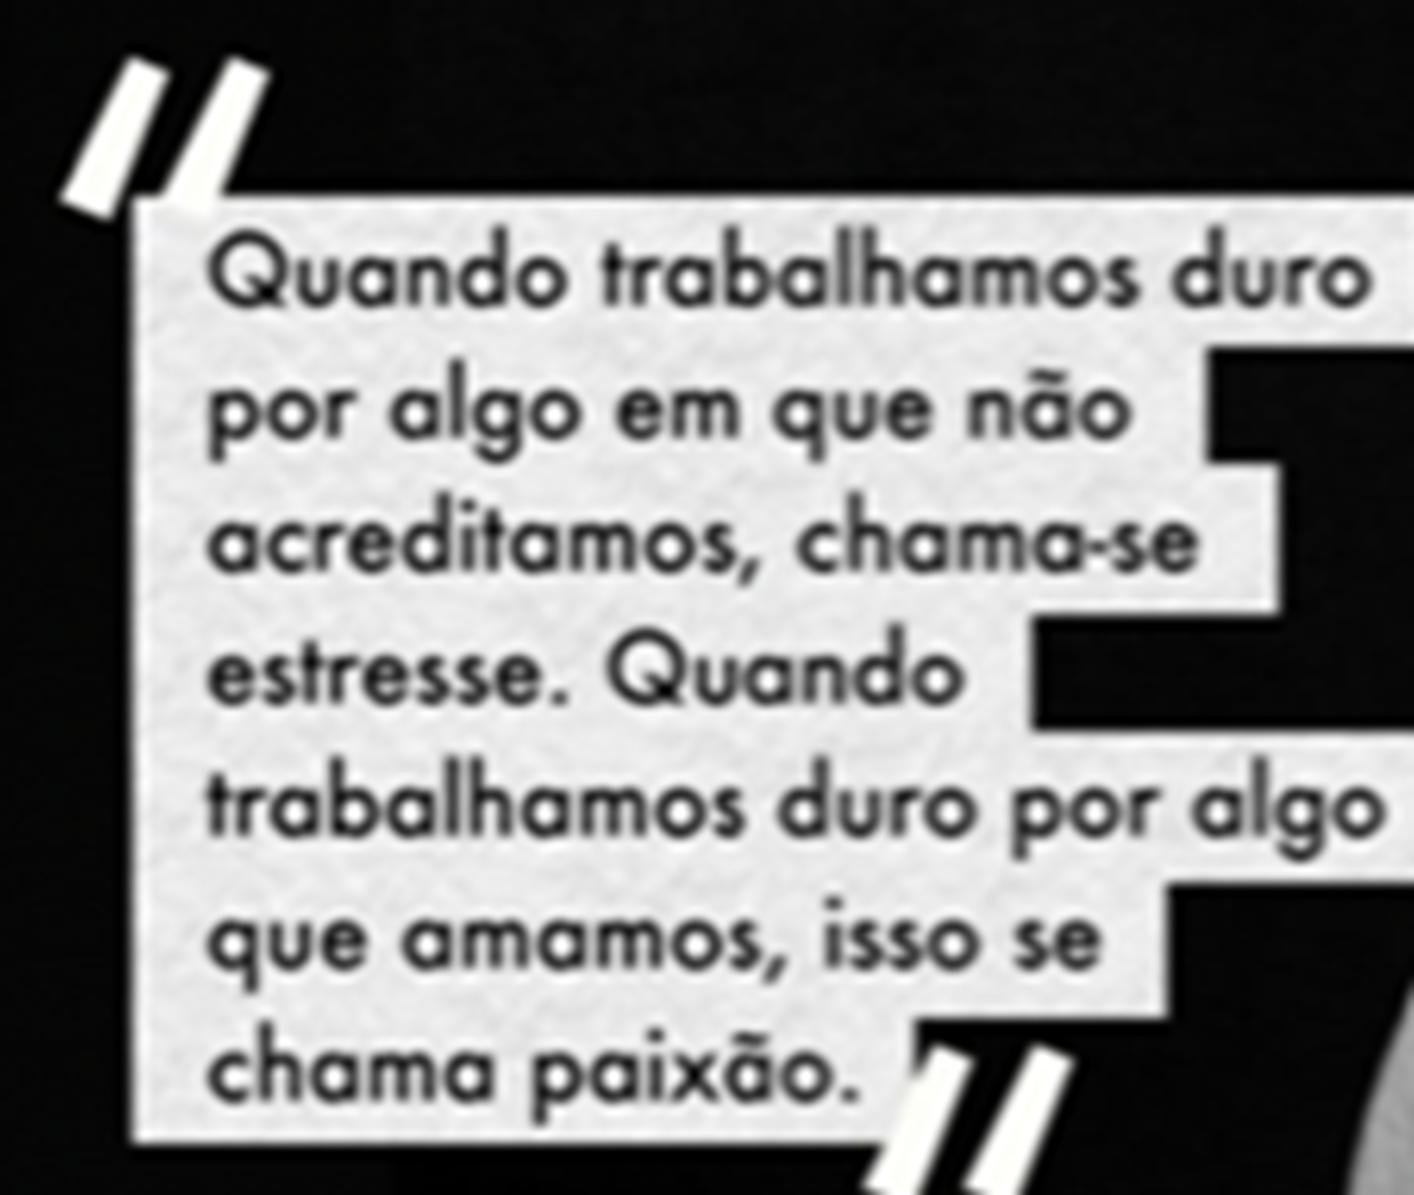 "
Quando trabalhamos duro
por algo em que não
acreditamos, chama-se
estresse. Quando
trabalhamos duro por algo
que amamos, isso se
chama paixão.
"